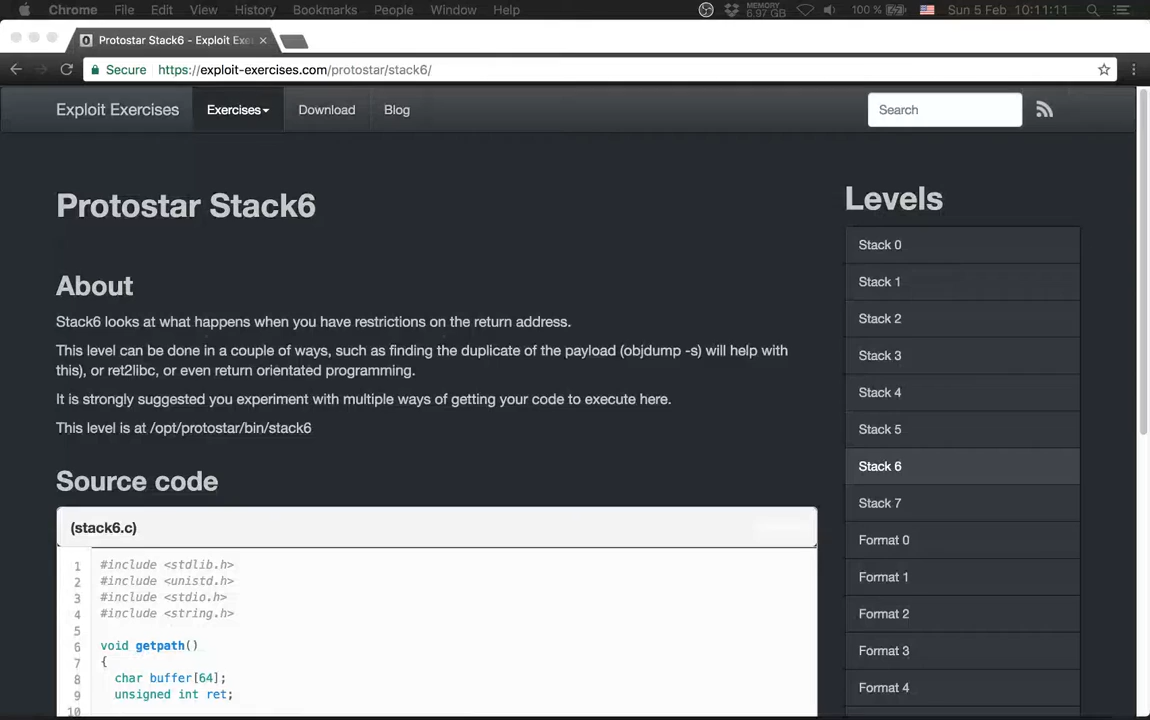 Chrome File Edit View History Bookmarks People Window Help MEMORY 6.97 GB 100 % Sun 5 Feb 10:11:11
Protostar Stack6 - Exploit Exe
Secure https://exploit-exercises.com/protostar/stack6/
Exploit Exercises Exercises Download Blog Search
Protostar Stack6
About
Stack6 looks at what happens when you have restrictions on the return address.
This level can be done in a couple of ways, such as finding the duplicate of the payload (objdump -s) will help with
this), or ret2libc, or even return orientated programming.
It is strongly suggested you experiment with multiple ways of getting your code to execute here.
This level is at /opt/protostar/bin/stack6
Source code
(stack6.c)
1 #include <stdlib.h>
2 #include <unistd.h>
3 #include <stdio.h>
4 #include <string.h>
5
6 void getpath()
7 {
8 char buffer[64];
9 unsigned int ret;
10
Levels
Stack 0
Stack 1
Stack 2
Stack 3
Stack 4
Stack 5
Stack 6
Stack 7
Format 0
Format 1
Format 2
Format 3
Format 4